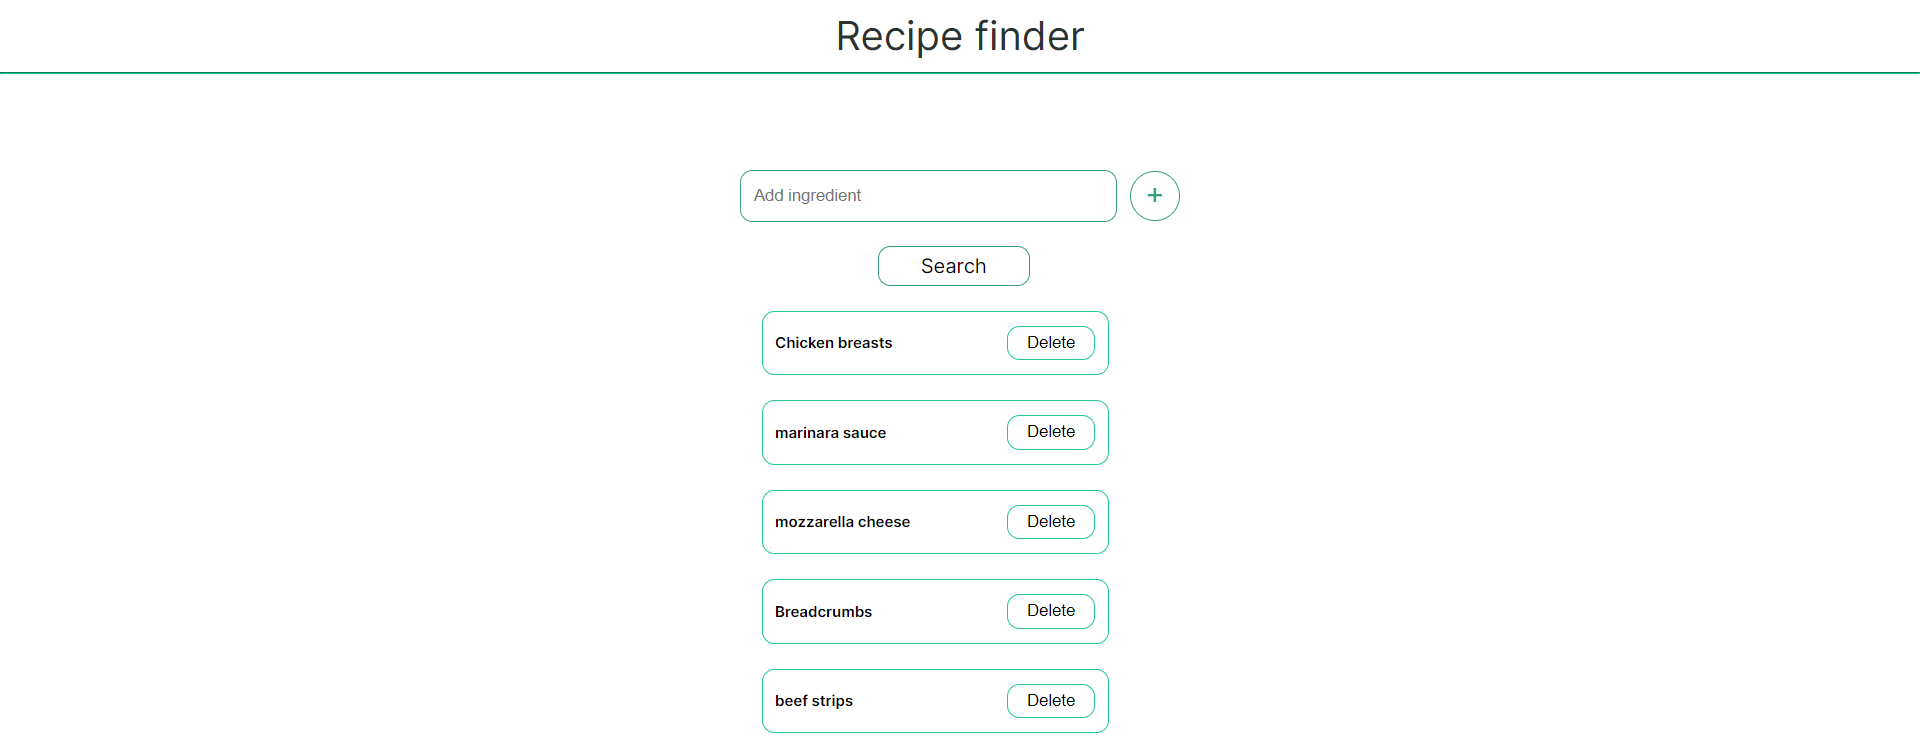 Recipe finder
Add ingredient
+
Search
Chicken breasts Delete
marinara sauce Delete
mozzarella cheese Delete
Breadcrumbs Delete
beef strips Delete